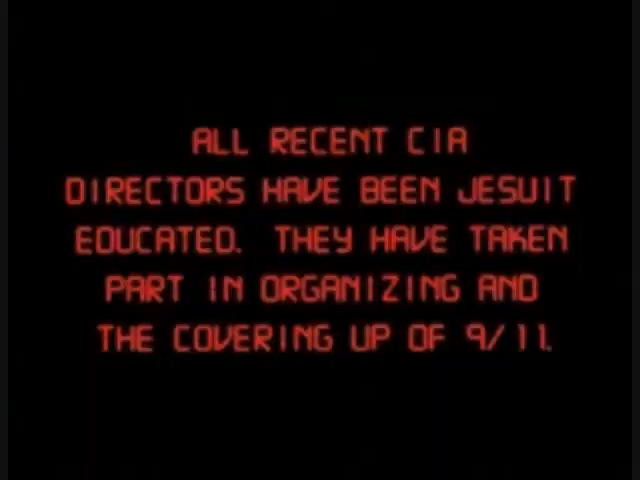 ALL RECENT CIA
DIRECTORS HAVE BEEN JESUIT
EDUCATED. THEY HAVE TAKEN
PART IN ORGANIZING AND
THE COVERING UP OF 9/11.